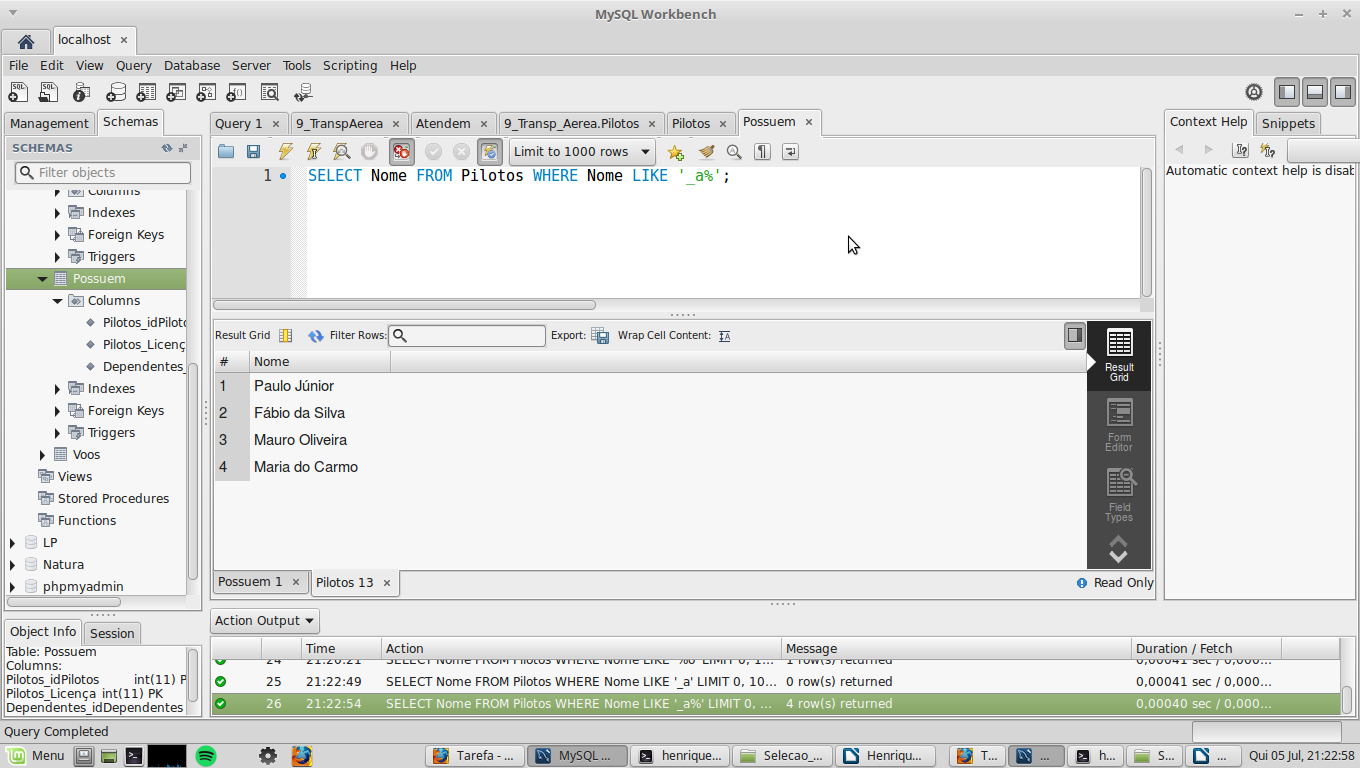 MySQL Workbench
localhost
File Edit View Query Database Server Tools Scripting Help
Management Schemas
Query 1 9_TranspAerea Atendem 9_Transp_Aerea.Pilotos Pilotos Possuem
Context Help Snippets
SCHEMAS
Filter objects
Limit to 1000 rows
Automatic context help is disab
1 SELECT Nome FROM Pilotos WHERE Nome LIKE '_a%';
Columns
Indexes
Foreign Keys
Triggers
Possuem
Columns
Pilotos_idPiloto
Pilotos_Licenç
Dependentes_
Indexes
Foreign Keys
Triggers
Voos
Views
Stored Procedures
Functions
LP
Natura
phpmyadmin
Result Grid Filter Rows: Export: Wrap Cell Content:
# Nome
1 Paulo Júnior
2 Fábio da Silva
3 Mauro Oliveira
4 Maria do Carmo
Result
Grid
Form
Editor
Field
Types
Possuem 1 Pilotos 13
Read Only
Object Info Session
Table: Possuem
Columns:
Pilotos_idPilotos int(11) P
Pilotos_Licença int(11) PK
Dependentes_idDependentes
Action Output
Time Action Message Duration / Fetch
24 21:20:21 SELECT Nome FROM Pilotos WHERE Nome LIKE '%o' LIMIT 0, 1... 1 row(s) returned 0,00041 sec / 0,000...
25 21:22:49 SELECT Nome FROM Pilotos WHERE Nome LIKE '_a' LIMIT 0, 10... 0 row(s) returned 0,00041 sec / 0,000...
26 21:22:54 SELECT Nome FROM Pilotos WHERE Nome LIKE '_a%' LIMIT 0, ... 4 row(s) returned 0,00040 sec / 0,000...
Query Completed
Menu Tarefa - ... MySQL ... henrique... Selecao_... Henriqu... T... ... h... S... ... Qui 05 Jul, 21:22:58